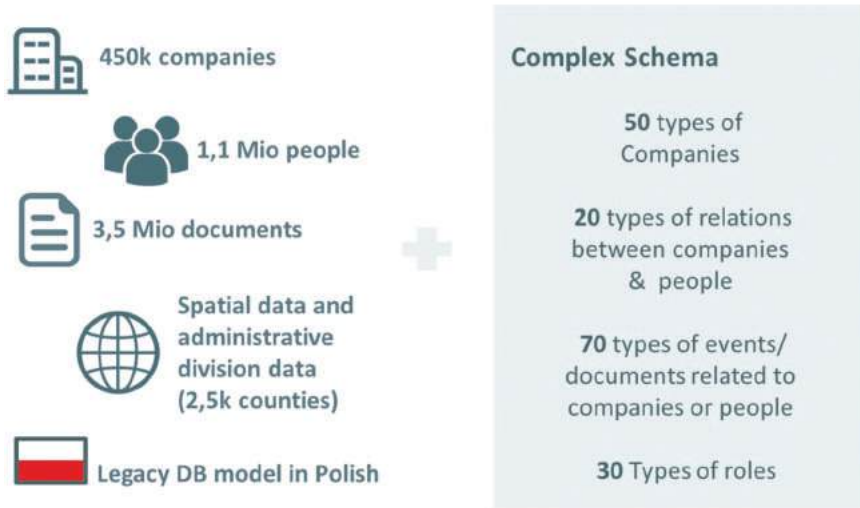 450k companies
1,1 Mio people
3,5 Mio documents
Spatial data and
administrative
division data
(2,5k counties)
Legacy DB model in Polish
Complex Schema
50 types of
Companies
20 types of relations
between companies
& people
70 types of events/
documents related to
companies or people
30 Types of roles